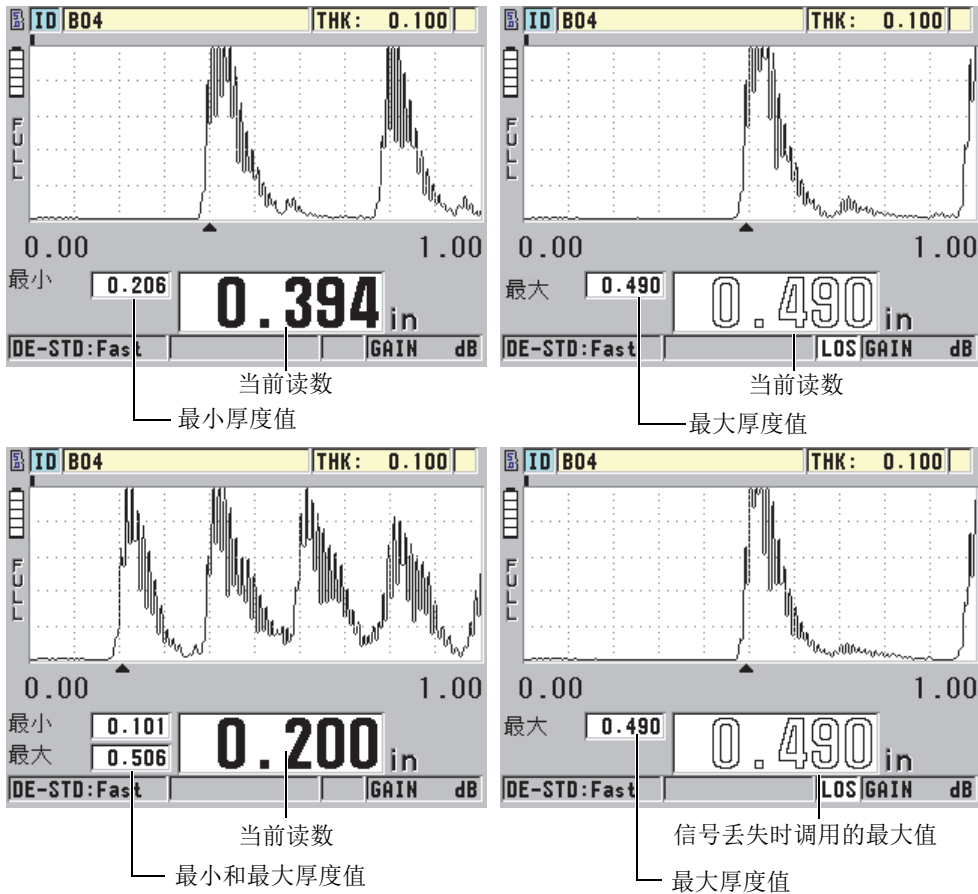 ID B04 THK: 0.100
FULL
0.00 1.00
最小 0.206 0.394 in
DE-STD:Fast GAIN dB
当前读数
最小厚度值
ID B04 THK: 0.100
FULL
0.00 1.00
最大 0.490 0.490 in
DE-STD:Fast LOS GAIN dB
当前读数
最大厚度值
ID B04 THK: 0.100
FULL
0.00 1.00
最小 0.101
最大 0.506 0.200 in
DE-STD:Fast GAIN dB
当前读数
最小和最大厚度值
ID B04 THK: 0.100
FULL
0.00 1.00
最大 0.490 0.490 in
DE-STD:Fast LOS GAIN dB
信号丢失时调用的最大值
最大厚度值